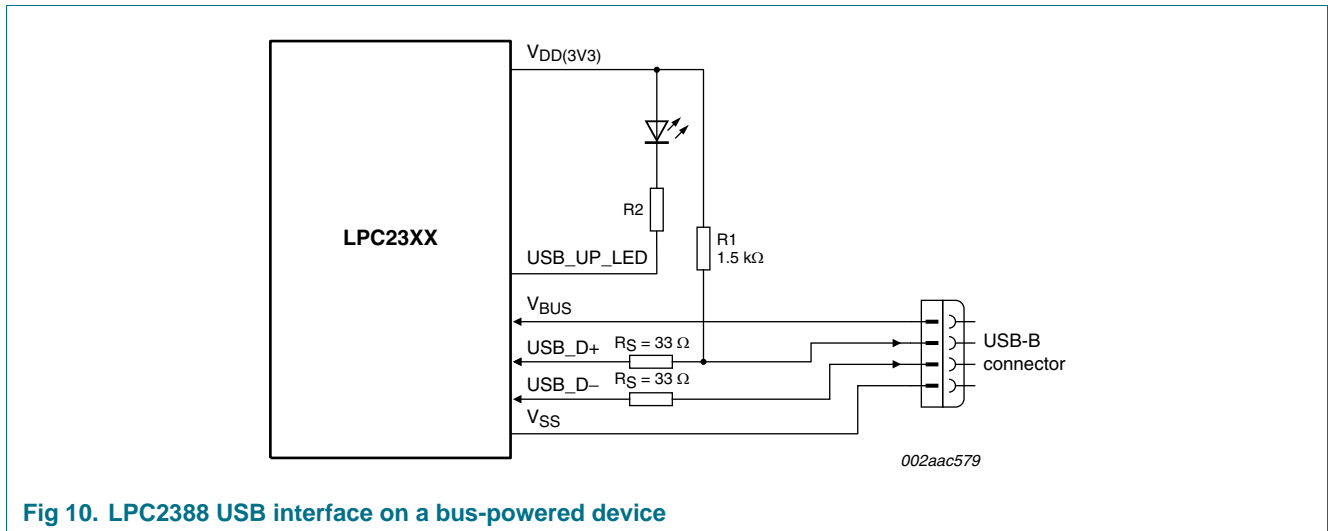 VDD(3V3)
R2
LPC23XX
R1
1.5 kΩ
USB_UP_LED
VBUS
USB_D+ RS = 33 Ω
USB_D− RS = 33 Ω
VSS
USB-B
connector
002aac579
Fig 10. LPC2388 USB interface on a bus-powered device